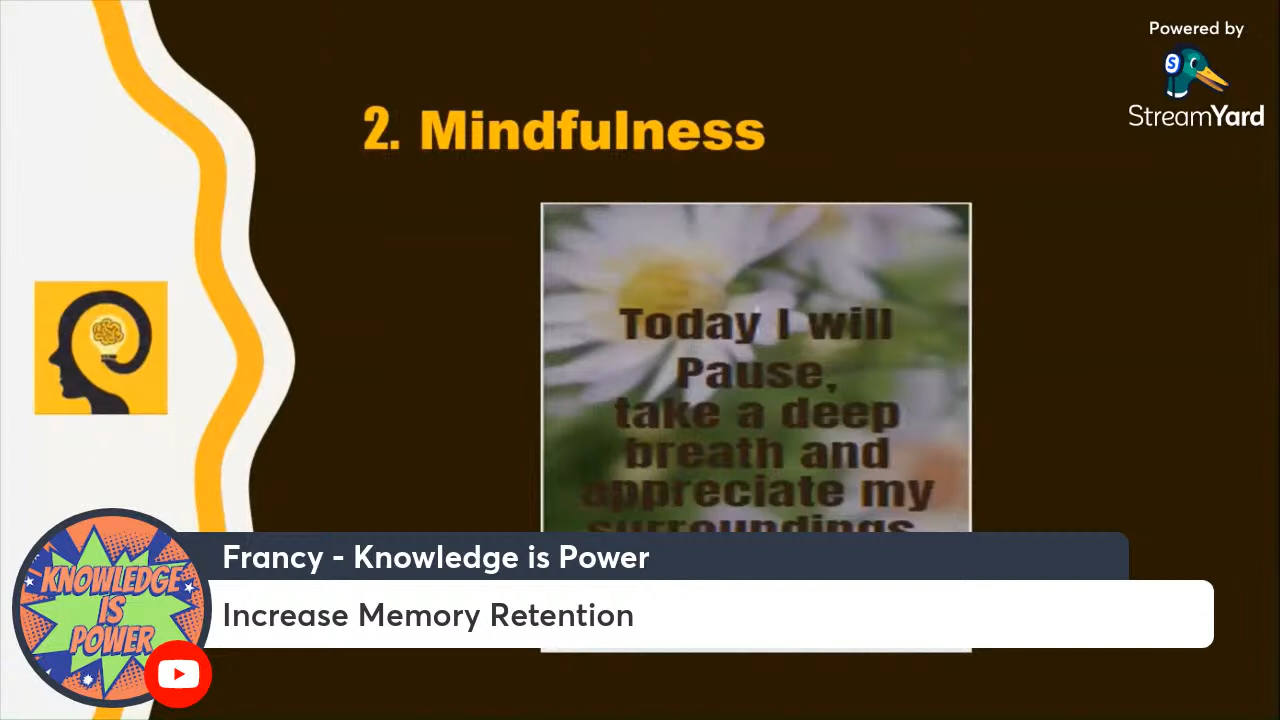 Powered by
StreamYard
2. Mindfulness
Today I will
Pause,
take a deep
breath and
appreciate my
surroundings.
Francy - Knowledge is Power
Increase Memory Retention
KNOWLEDGE
IS
POWER